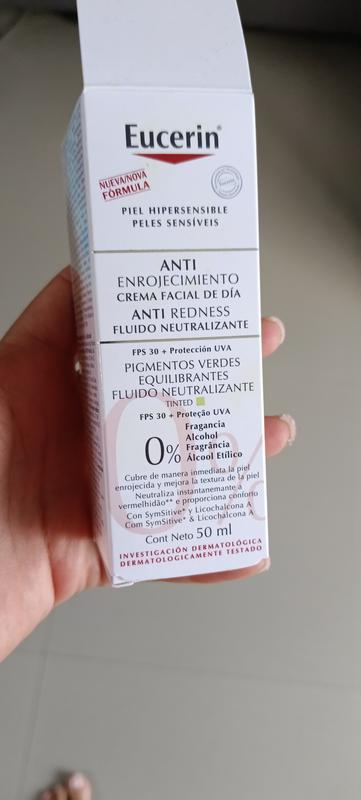 Eucerin®
NUEVA/NOVA
FÓRMULA
Eucerin
PIEL HIPERSENSIBLE
PELES SENSÍVEIS
ANTI
ENROJECIMIENTO
CREMA FACIAL DE DÍA
ANTI REDNESS
FLUIDO NEUTRALIZANTE
FPS 30 + Protección UVA
PIGMENTOS VERDES
EQUILIBRANTES
FLUIDO NEUTRALIZANTE
TINTED
FPS 30 + Proteção UVA
0%
Fragancia
Alcohol
Fragrância
Álcool Etílico
Cubre de manera inmediata la piel
enrojecida y mejora la textura de la piel
Neutraliza instantaneamente a
vermelhidão** e proporciona conforto
Con SymSitive* y Licochalcona A
Com SymSitive* & Licochalcona A
Cont Neto 50 ml
INVESTIGACIÓN DERMATOLÓGICA
DERMATOLOGICAMENTE TESTADO